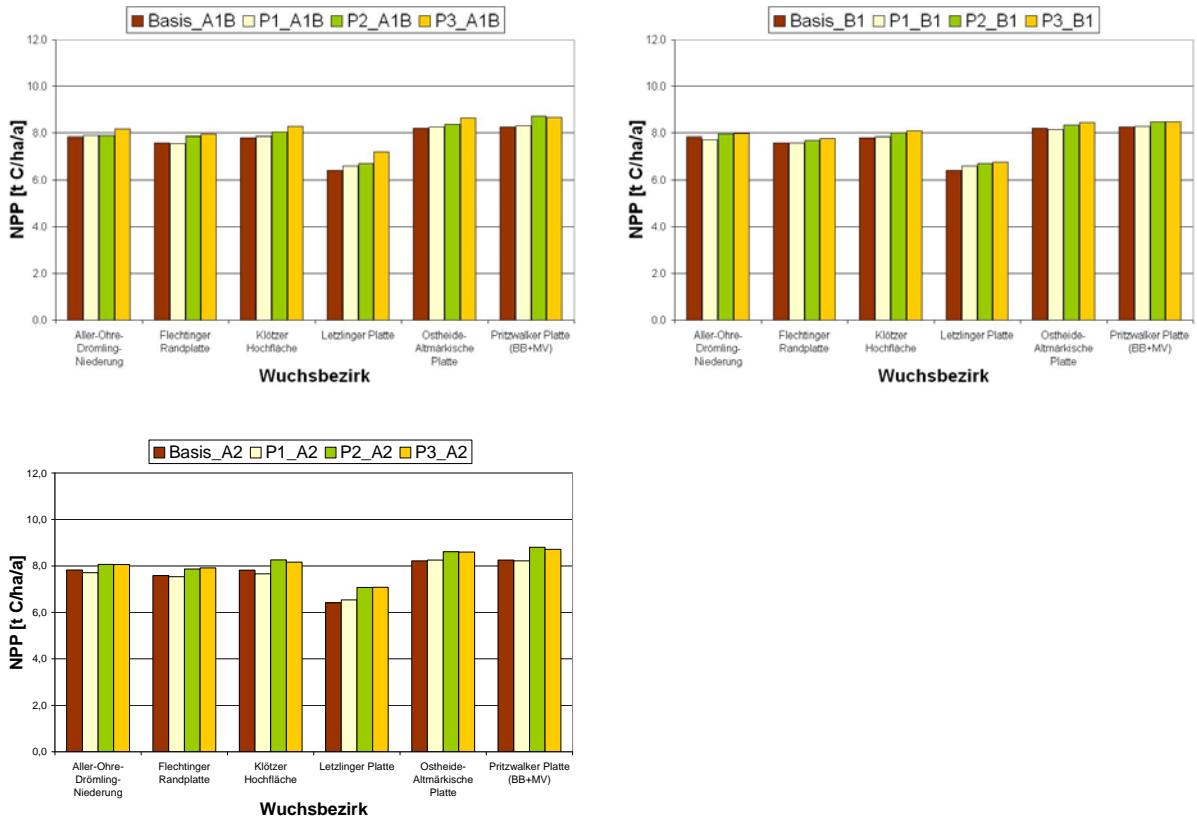 Basis_A1B P1_A1B P2_A1B P3_A1B
12.0
10.0
8.0
6.0
4.0
2.0
0.0
NPP [t C/ha/a]
Aller-Ohre-
Drömling-
Niederung
Flechtinger
Randplatte
Klötzer
Hochfläche
Letzlinger Platte
Ostheide-
Altmärkische
Platte
Pritzwalker Platte
(BB+MV)
Wuchsbezirk
Basis_B1 P1_B1 P2_B1 P3_B1
12.0
10.0
8.0
6.0
4.0
2.0
0.0
NPP [t C/ha/a]
Aller-Ohre-
Drömling-
Niederung
Flechtinger
Randplatte
Klötzer
Hochfläche
Letzlinger Platte
Ostheide-
Altmärkische
Platte
Pritzwalker Platte
(BB+MV)
Wuchsbezirk
Basis_A2 P1_A2 P2_A2 P3_A2
12,0
10,0
8,0
6,0
4,0
2,0
0,0
NPP [t C/ha/a]
Aller-Ohre-
Drömling-
Niederung
Flechtinger
Randplatte
Klötzer
Hochfläche
Letzlinger Platte
Ostheide-
Altmärkische
Platte
Pritzwalker Platte
(BB+MV)
Wuchsbezirk